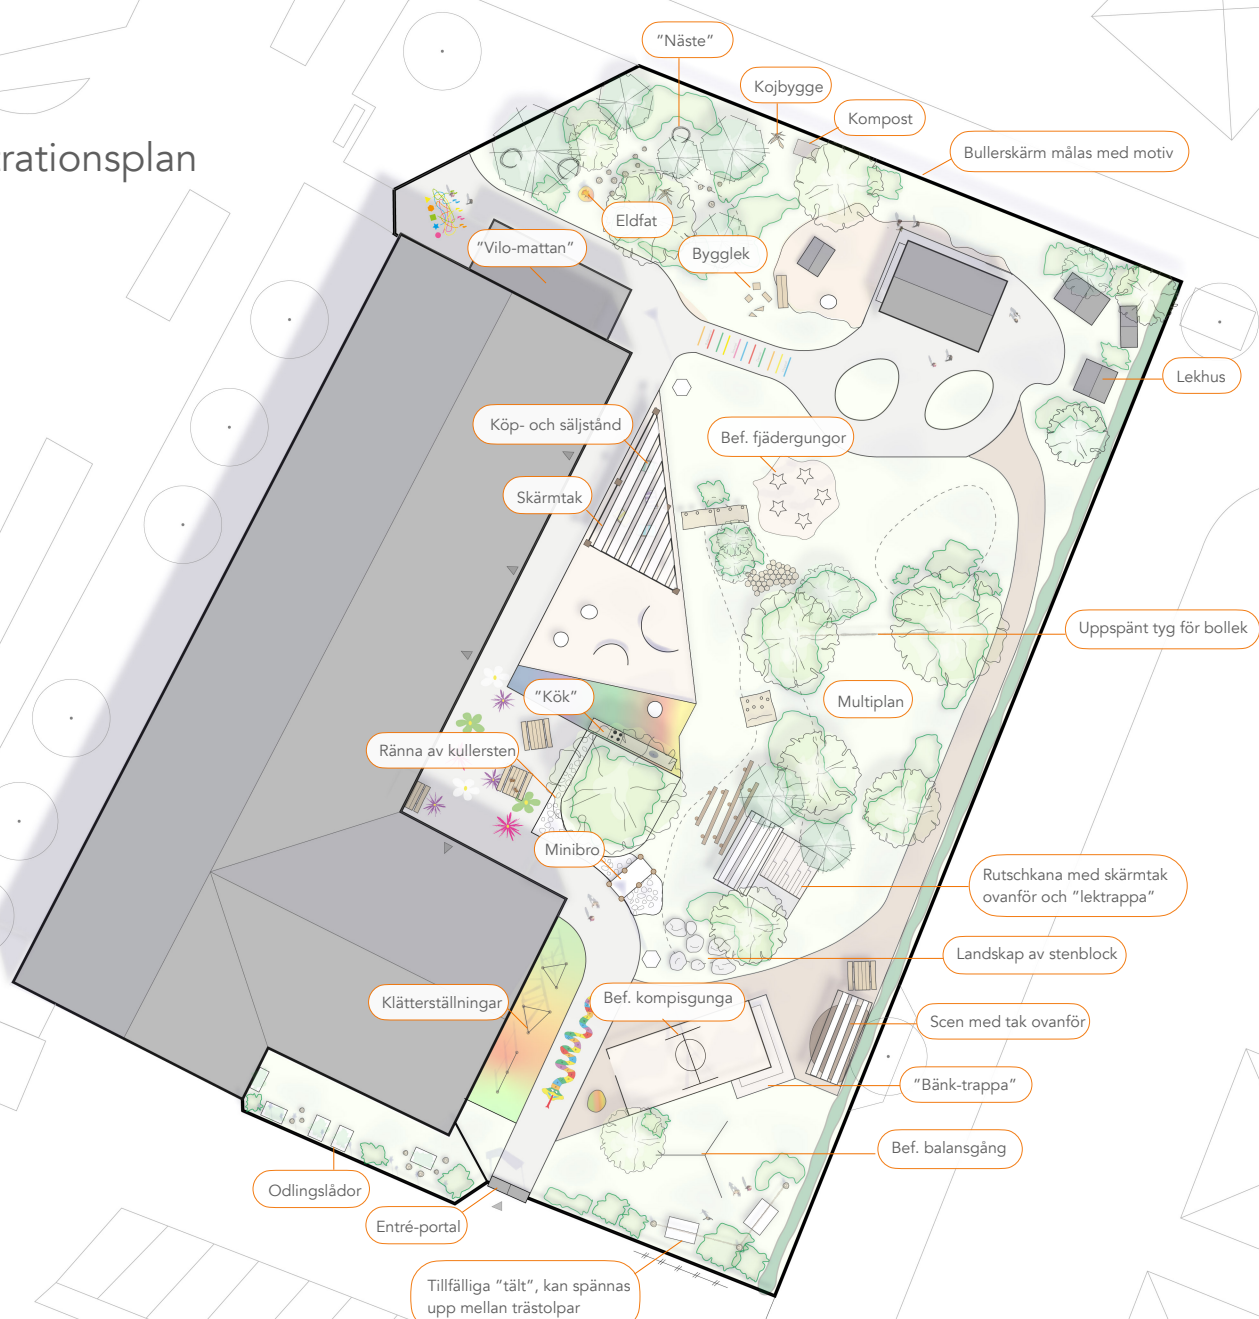 "Näste"
Kojbygge
Kompost
trationsplan
Bullerskärm målas med motiv
Eldfat
"Vilo-mattan"
Bygglek
Lekhus
Köp- och säljstånd
Bef. fjädergungor
Skärmtak
Uppspänt tyg för bollek
"Kök"
Multiplan
Ränna av kullersten
Minibro
Rutschkana med skärmtak
ovanför och "lektrappa"
Landskap av stenblock
Klätterställningar
Bef. kompisgunga
Scen med tak ovanför
"Bänk-trappa"
Bef. balansgång
Odlingslådor
Entré-portal
Tillfälliga "tält", kan spännas
upp mellan trästolpar